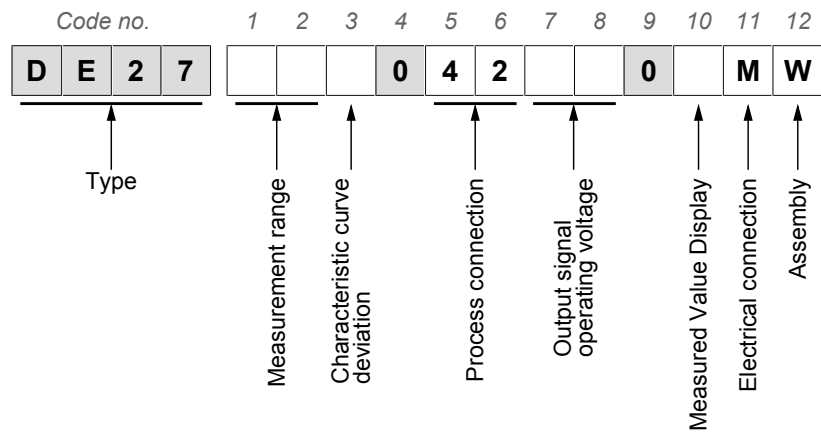 Code no. 1 2 3 4 5 6 7 8 9 10 11 12
D E 2 7 0 4 2 0 M W
Type
Measurement range
Characteristic curve
deviation
Process connection
Output signal
operating voltage
Measured Value Display
Electrical connection
Assembly